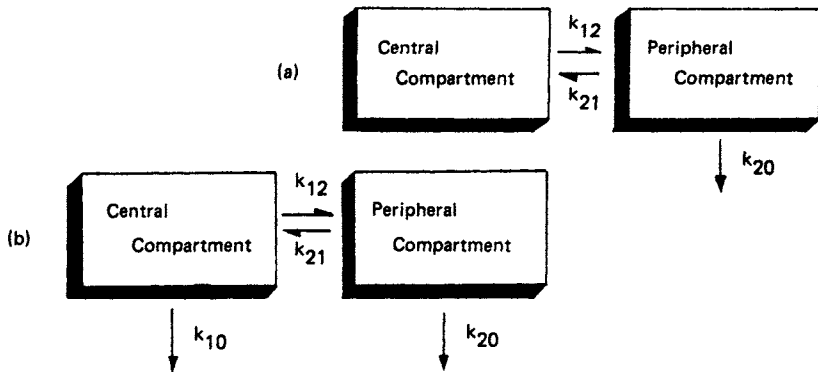 (a)
Central
Compartment
k12
k21
Peripheral
Compartment
k20
(b)
Central
Compartment
k12
k21
Peripheral
Compartment
k10
k20